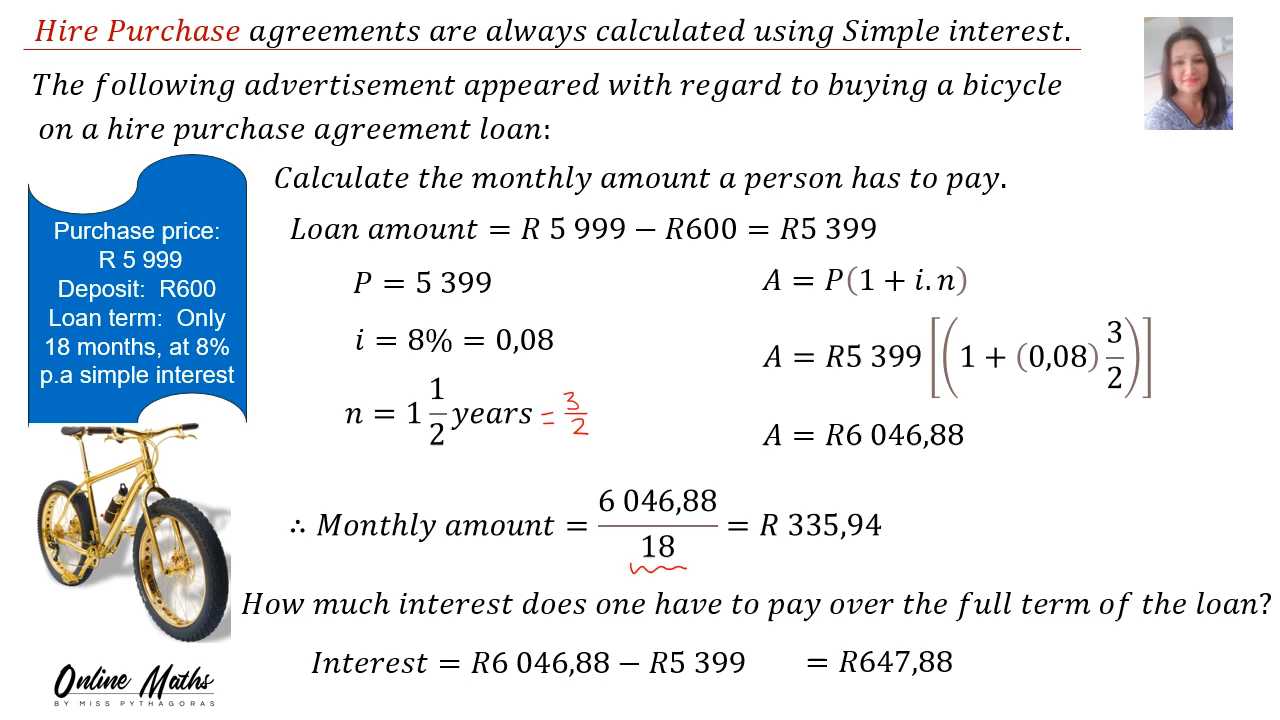 Hire Purchase agreements are always calculated using Simple interest.
The following advertisement appeared with regard to buying a bicycle
on a hire purchase agreement loan:
Purchase price:
R 5 999
Deposit: R600
Loan term: Only
18 months, at 8%
p.a simple interest
Calculate the monthly amount a person has to pay.
Loan amount = R 5 999 − R600 = R5 399
P = 5 399
i = 8% = 0,08
n = 1 1/2 years = 3/2
A = P(1 + i.n)
A = R5 399 [(1 + (0,08) 3/2)]
A = R6 046,88
∴ Monthly amount = 6 046,88/18 = R 335,94
How much interest does one have to pay over the full term of the loan?
Interest = R6 046,88 − R5 399 = R647,88
Online Maths
BY MISS PYTHAGORAS